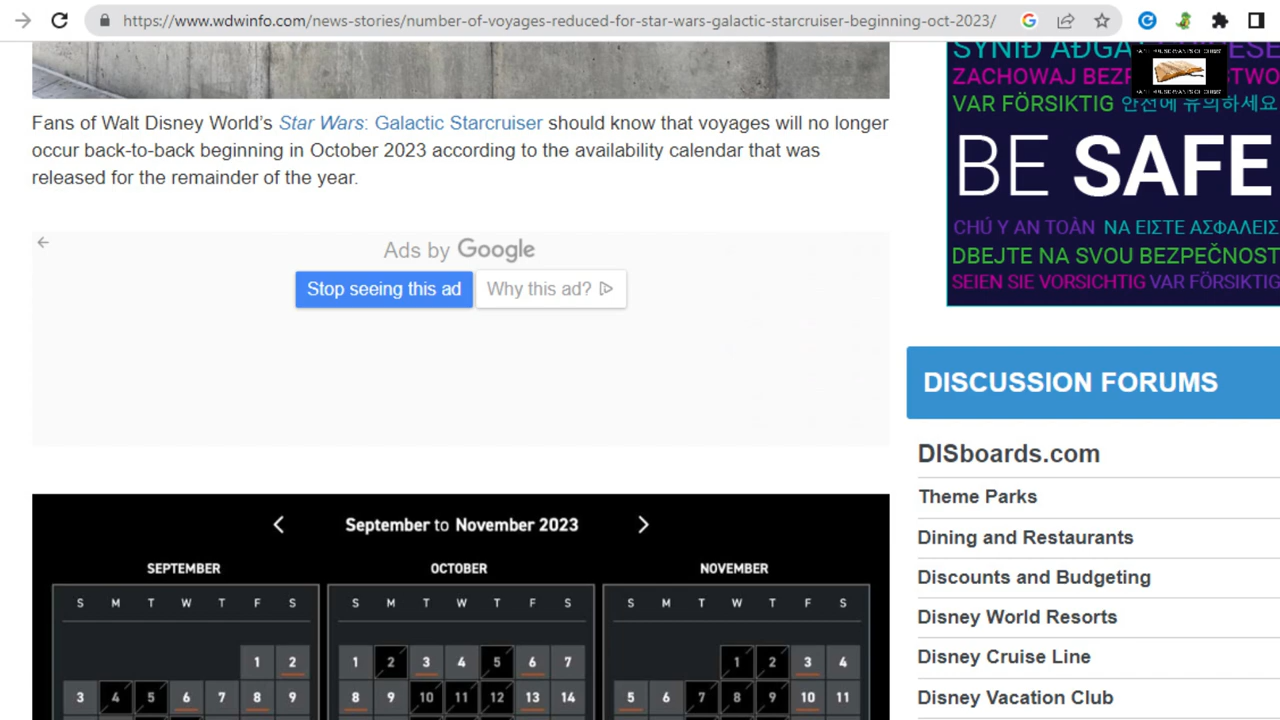 https://www.wdwinfo.com/news-stories/number-of-voyages-reduced-for-star-wars-galactic-starcruiser-beginning-oct-2023/
Fans of Walt Disney World's Star Wars: Galactic Starcruiser should know that voyages will no longer
occur back-to-back beginning in October 2023 according to the availability calendar that was
released for the remainder of the year.
Ads by Google
Stop seeing this ad
Why this ad?
September to November 2023
SEPTEMBER OCTOBER NOVEMBER
S M T W T F S S M T W T F S S M T W T F S
1 2 1 2 3 4 5 6 7 1 2 3 4
3 4 5 6 7 8 9 8 9 10 11 12 13 14 5 6 7 8 9 10 11
ZACHOWAJ
VAR FÖRSIKTIG 안전에 유의하세요
BE SAFE
CHÚ Ý AN TOÀN ΝΑ ΕΙΣΤΕ ΑΣΦΑΛΕΙΣ
DBEJTE NA SVOU BEZPEČNOST
SEIEN SIE VORSICHTIG VAR FÖRSIKTIG
DISCUSSION FORUMS
DISboards.com
Theme Parks
Dining and Restaurants
Discounts and Budgeting
Disney World Resorts
Disney Cruise Line
Disney Vacation Club